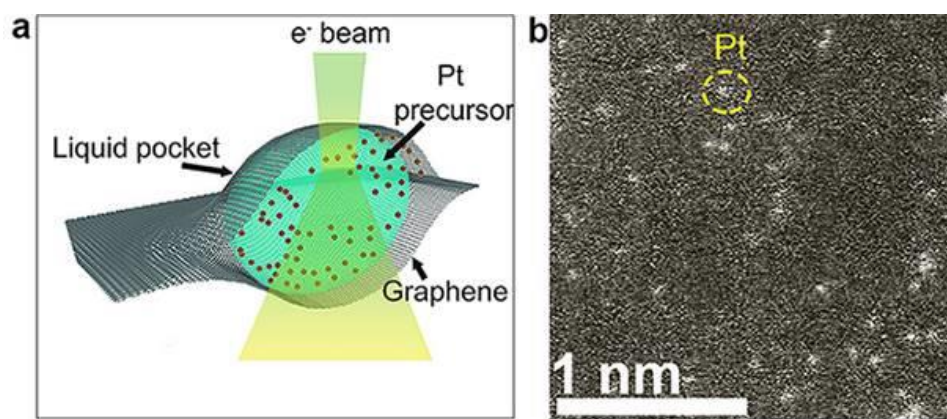 a
e⁻ beam
Pt
precursor
Liquid pocket
Graphene
b
Pt
1 nm